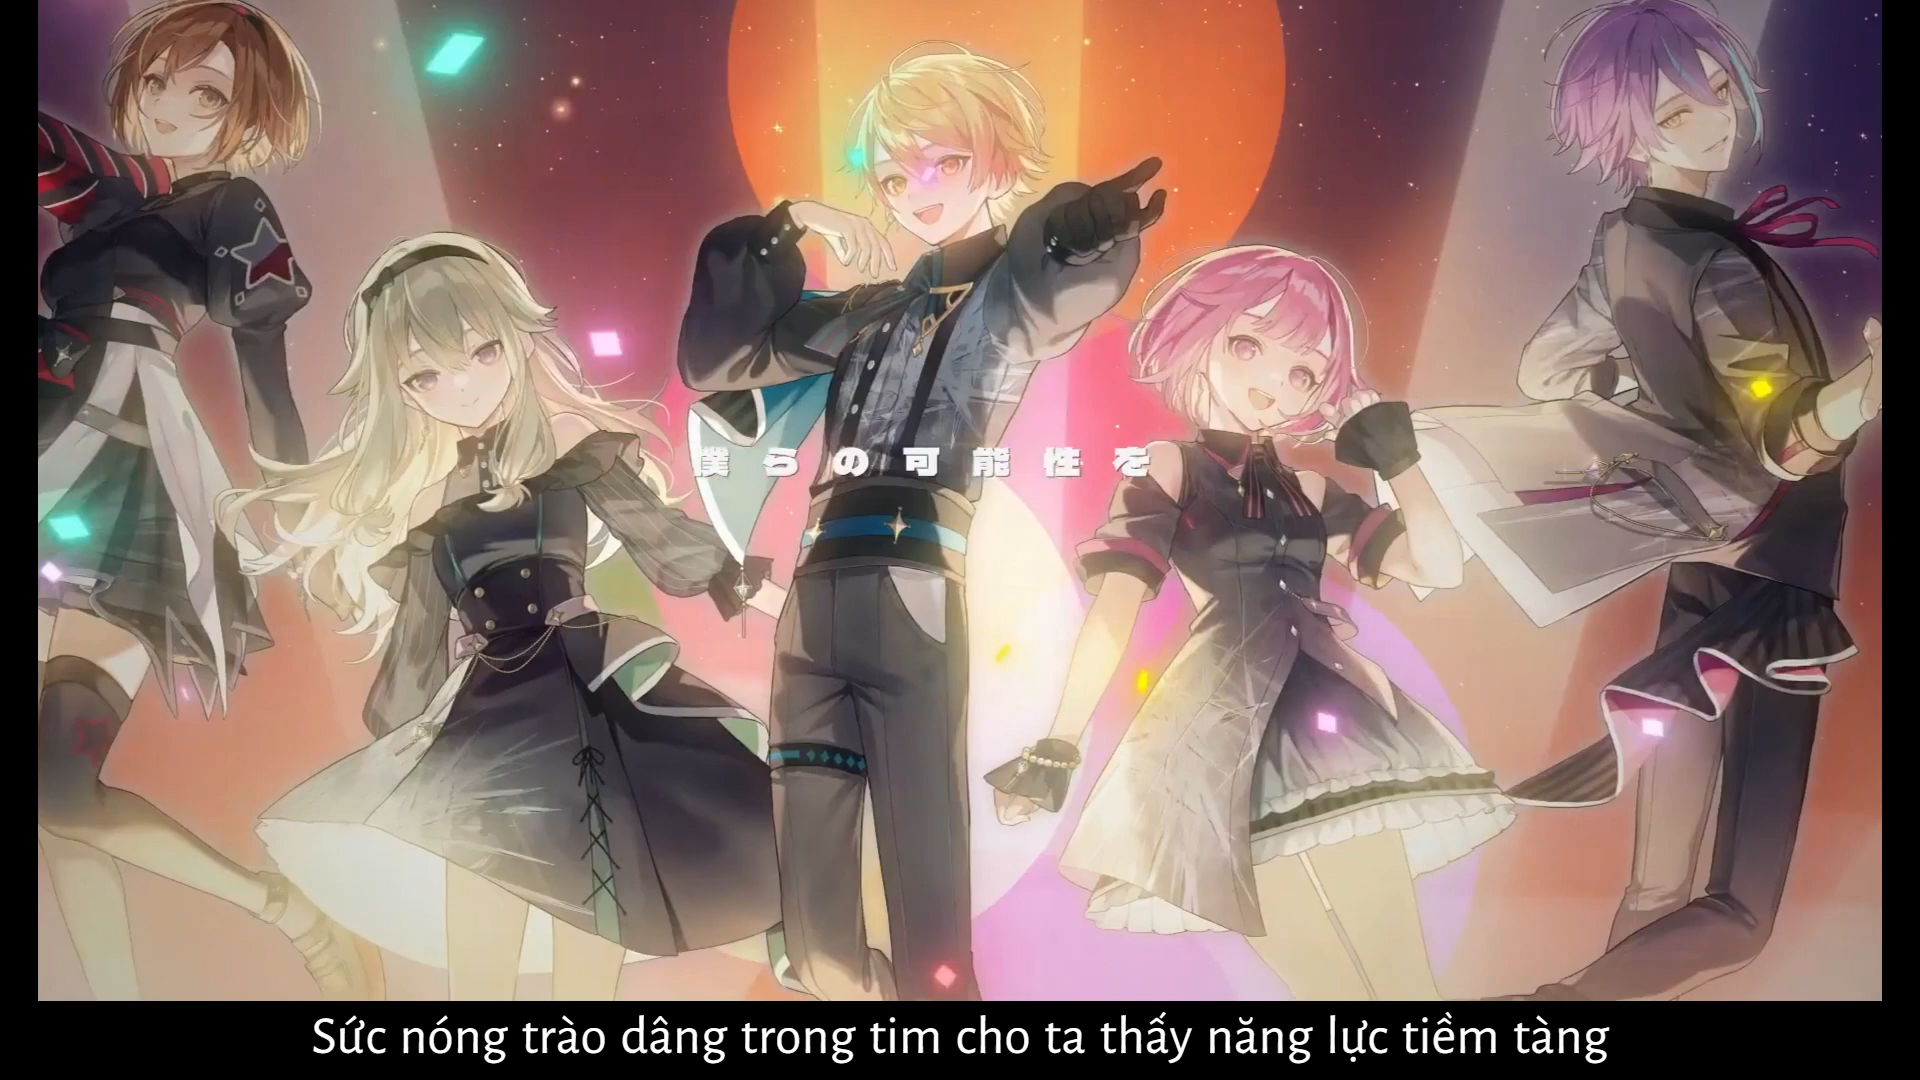 僕らの可能性を
Sức nóng trào dâng trong tim cho ta thấy năng lực tiềm tàng